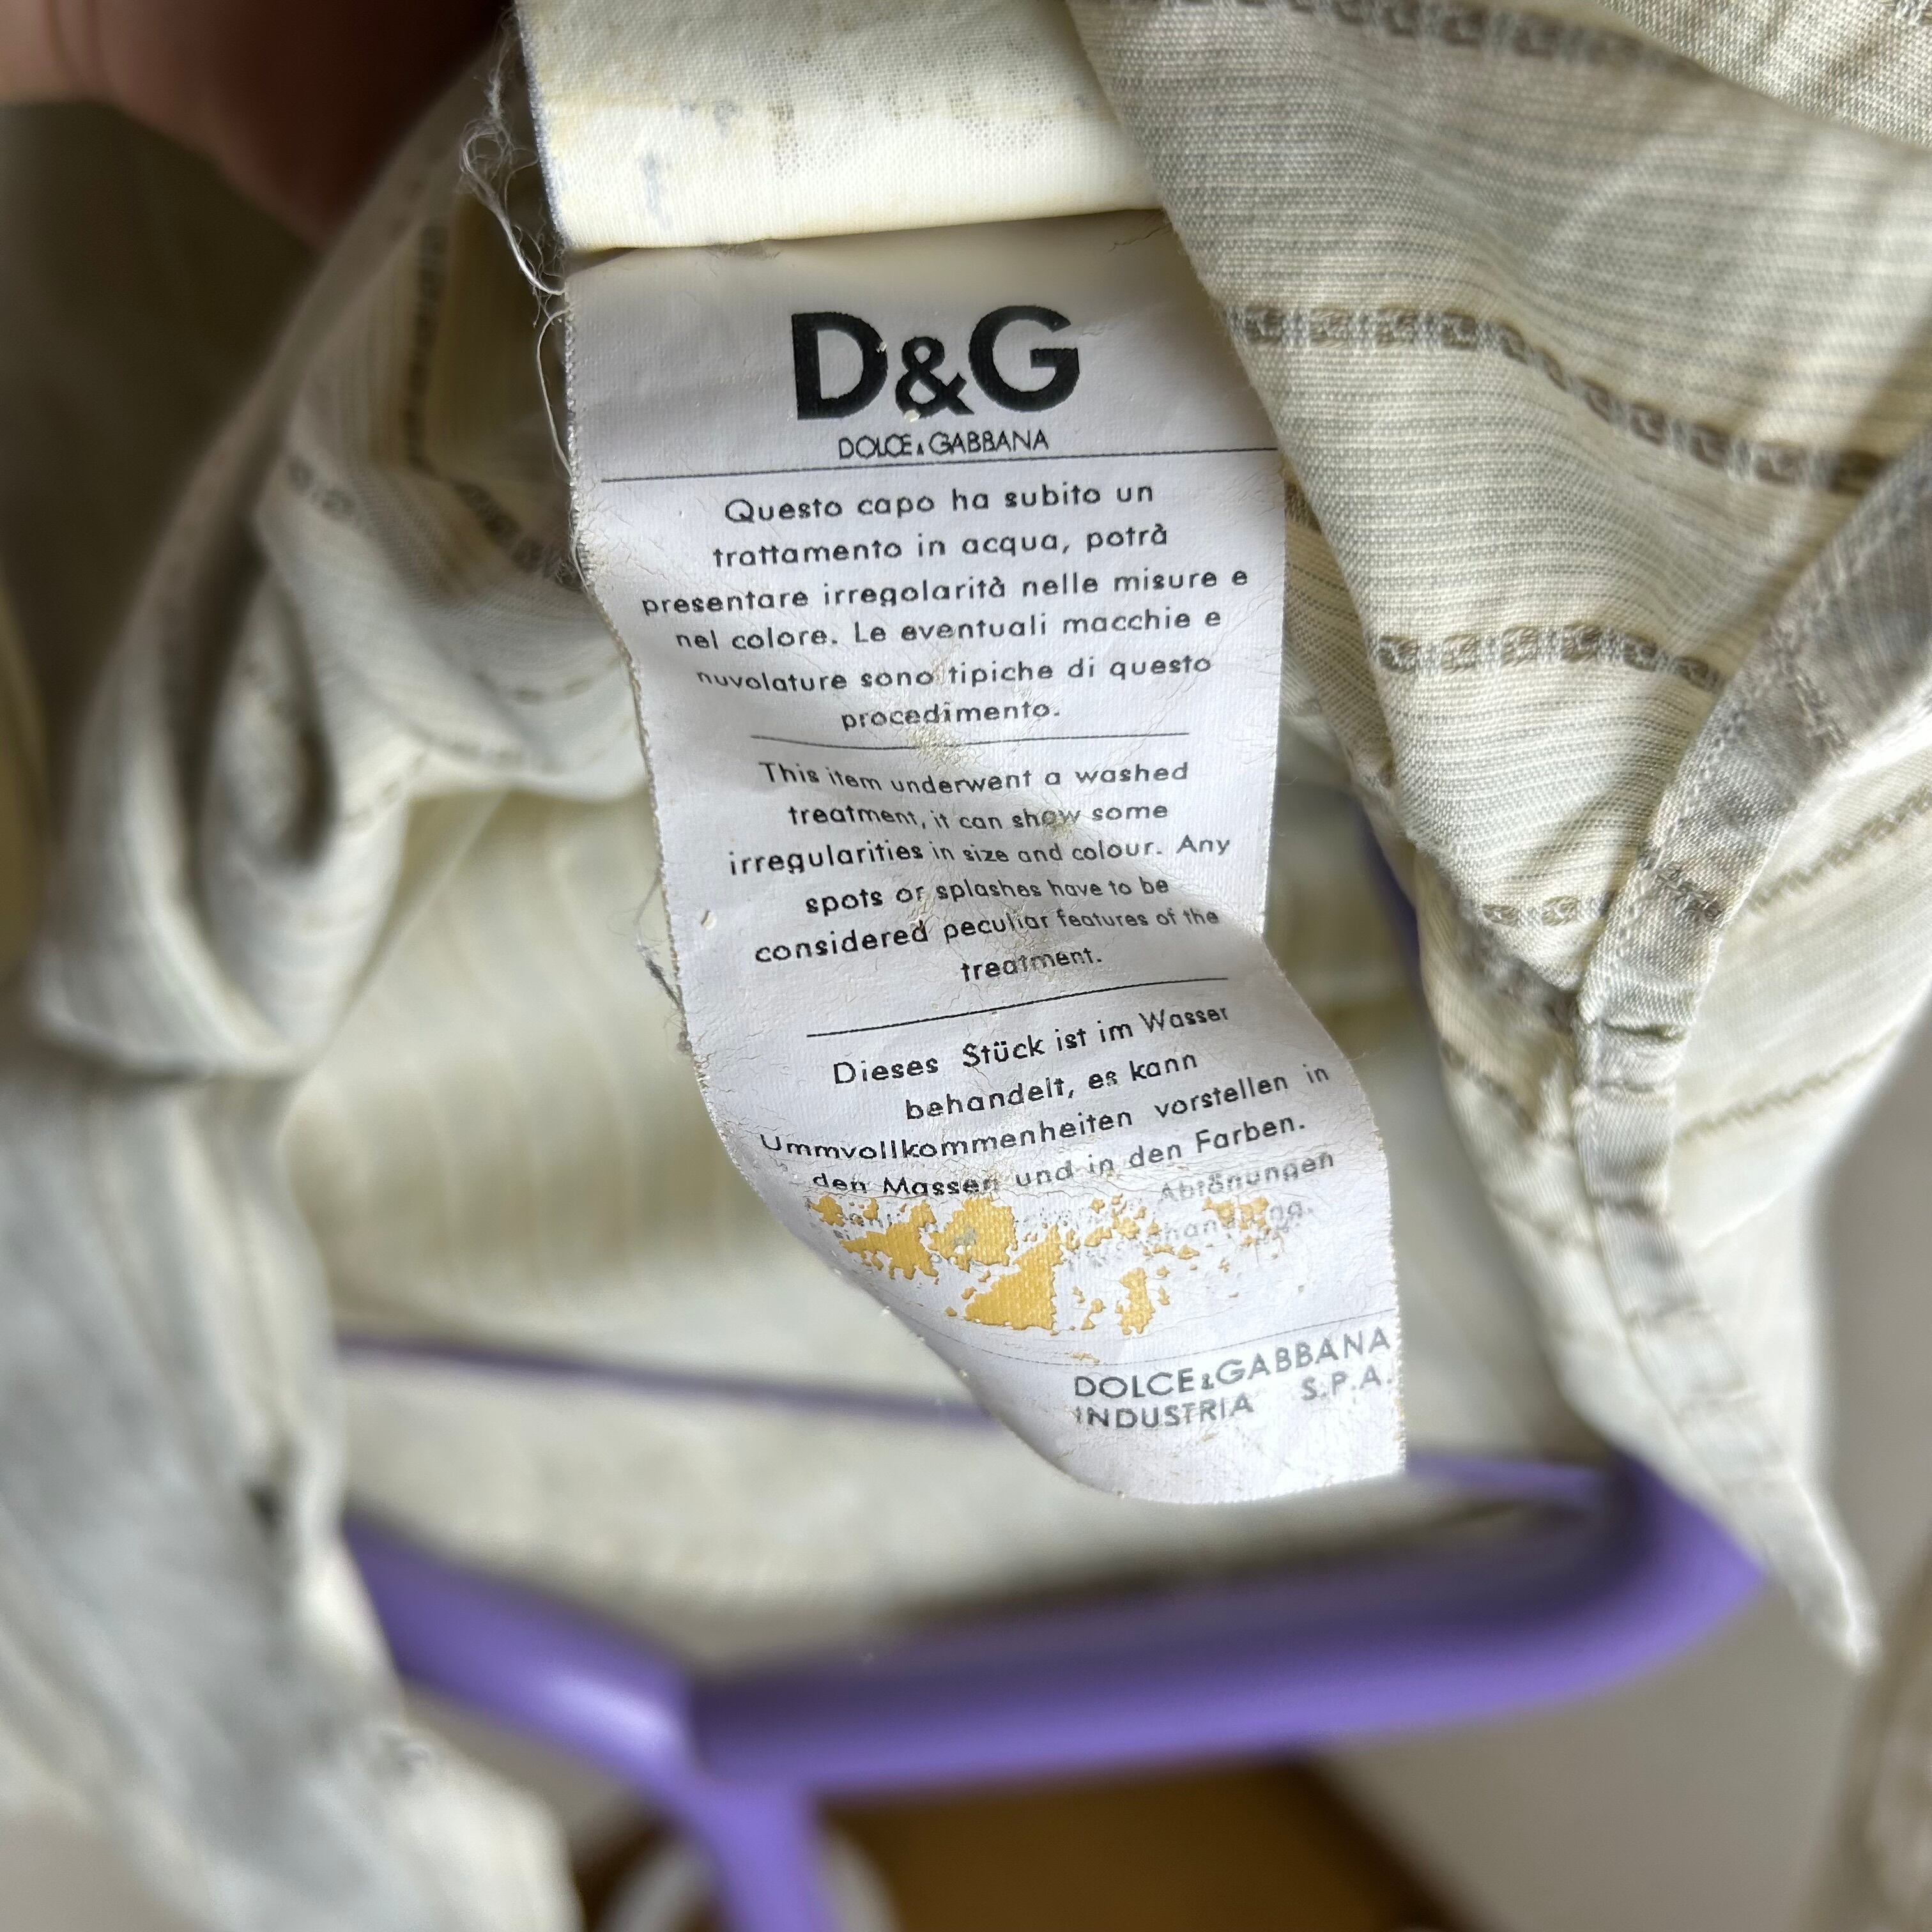 D&G
DOLCE & GABBANA
Questo capo ha subito un
trattamento in acqua, potrà
presentare irregolarità nelle misure e
nel colore. Le eventuali macchie e
nuvolature sono tipiche di questo
procedimento.
This item underwent a washed
treatment, it can show some
irregularities in size and colour. Any
spots or splashes have to be
considered peculiar features of the
treatment.
Dieses Stück ist im Wasser
behandelt, es kann
Ummvollkommenheiten vorstellen in
den Massen und in den Farben.
Abtönungen
DOLCE & GABBANA
INDUSTRIA S.P.A.